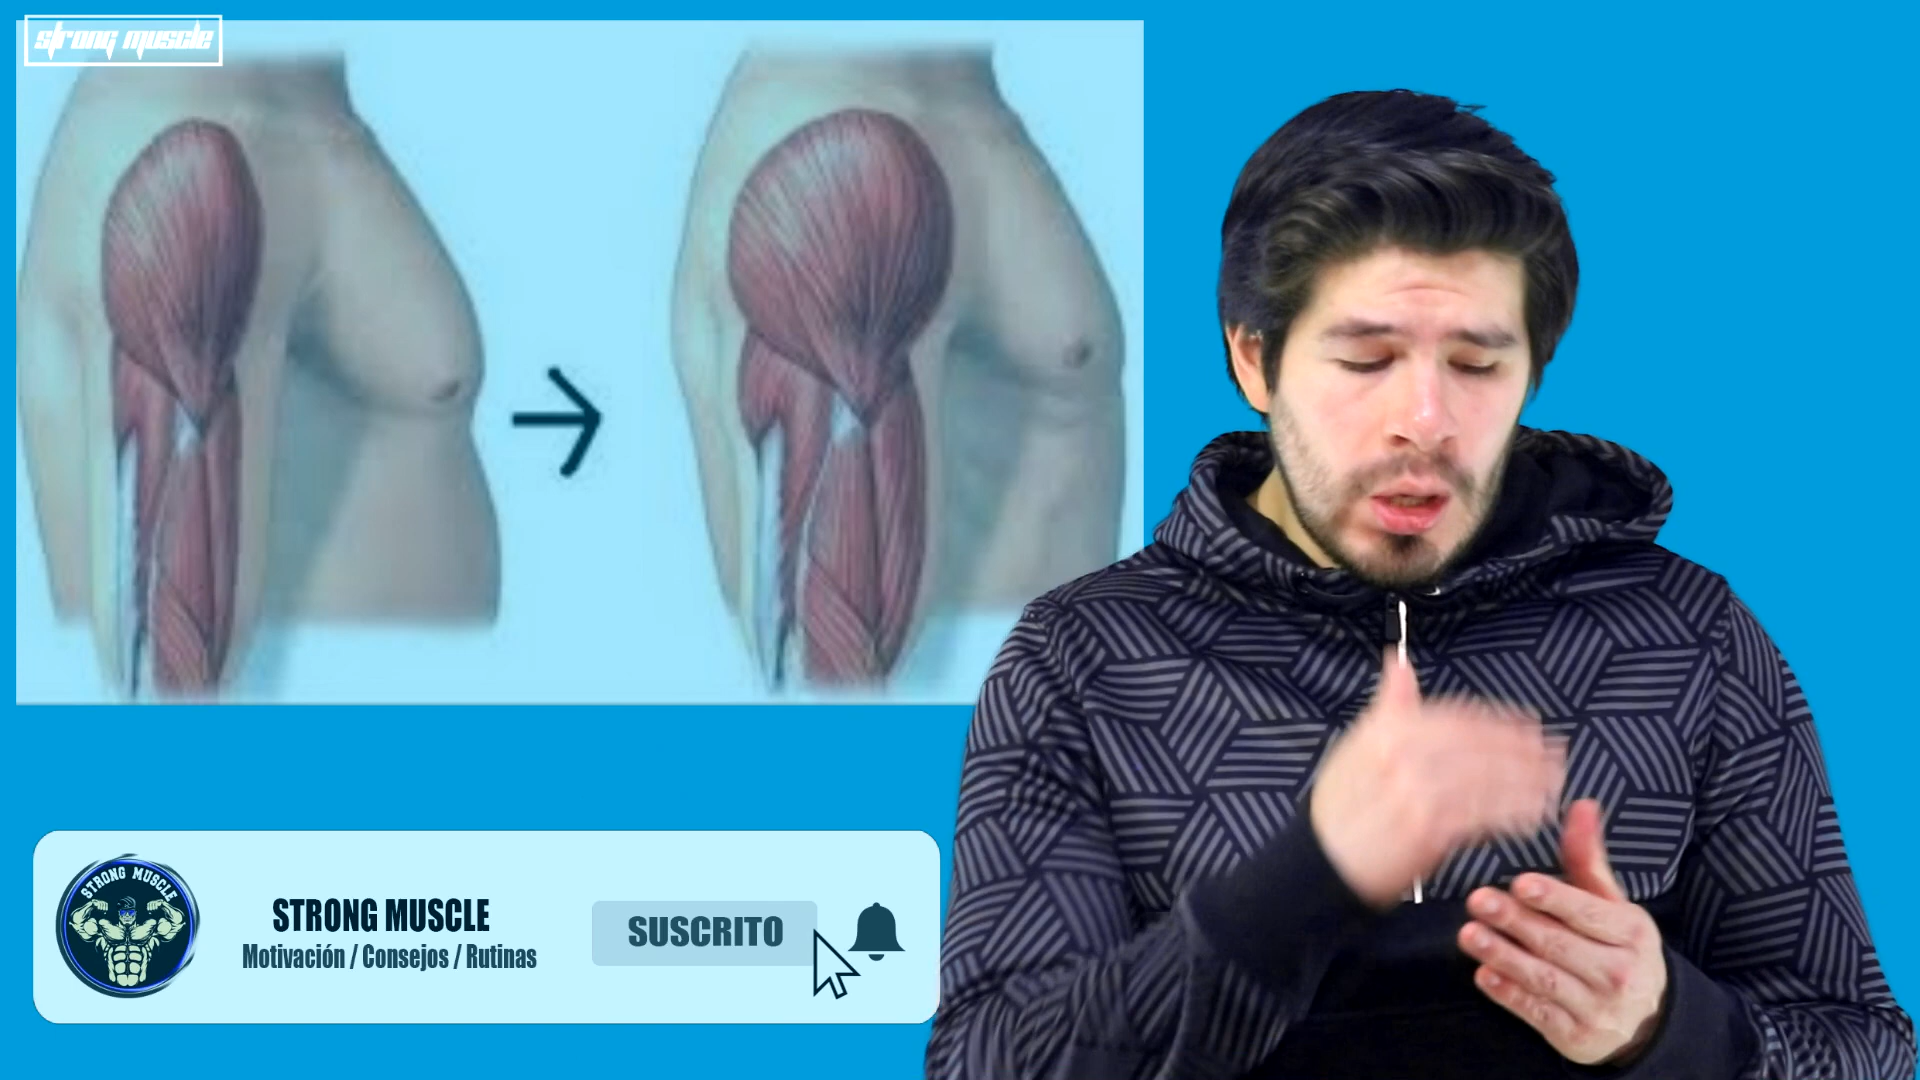 strong muscle
STRONG MUSCLE
STRONG MUSCLE
Motivación / Consejos / Rutinas
SUSCRITO